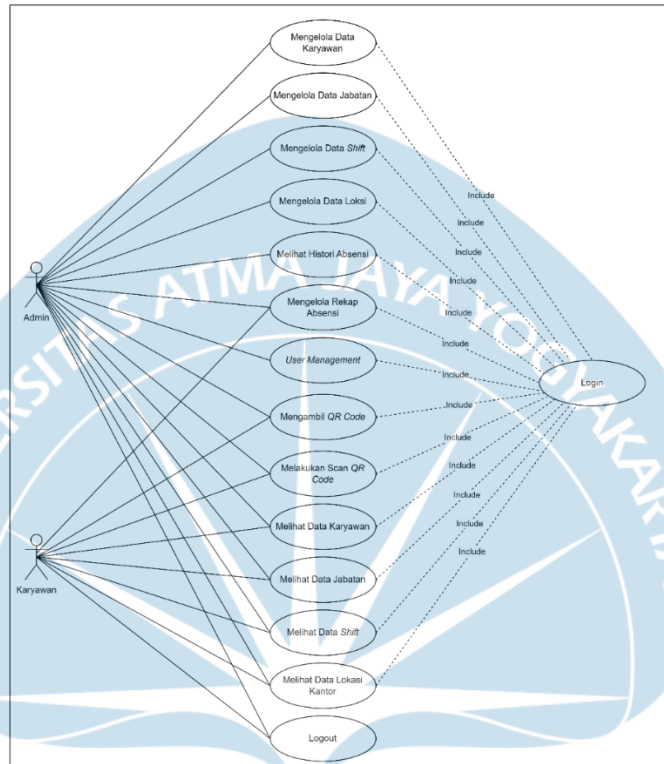 Mengelola Data
Karyawan
Mengelola Data Jabatan
Mengelola Data Shift
Mengelola Data Loksi
Melihat Histori Absensi
Mengelola Rekap
Absensi
User Management
Mengambil QR Code
Melakukan Scan QR
Code
Melihat Data Karyawan
Melihat Data Jabatan
Melihat Data Shift
Melihat Data Lokasi
Kantor
Logout
Admin
Karyawan
Include
Include
Include
Include
Include
Include
Include
Include
Include
Include
Include
Include
Include
Login
ERSITAS ATMA JAYA YOGYAKARTA